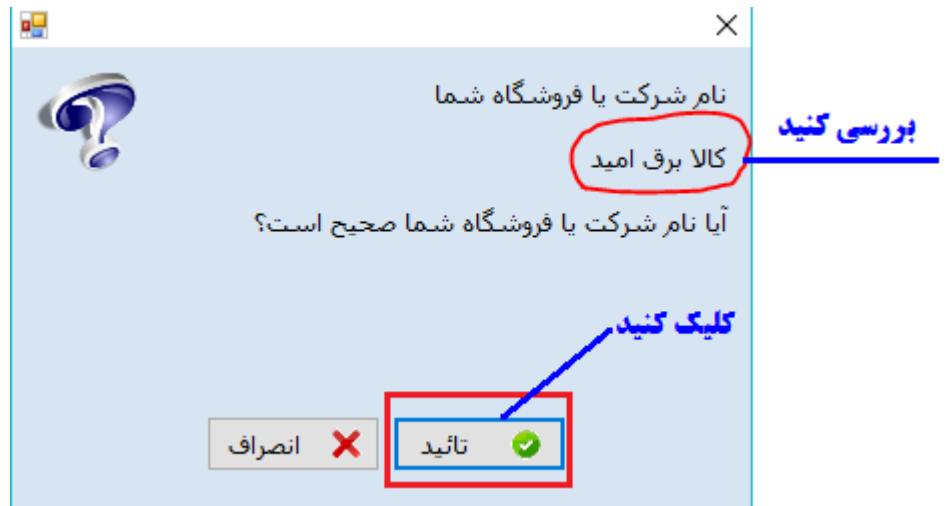 نام شرکت یا فروشگاه شما
بررسی کنید
کالا برق امید
آیا نام شرکت یا فروشگاه شما صحیح است؟
کلیک کنید
تائید
انصراف